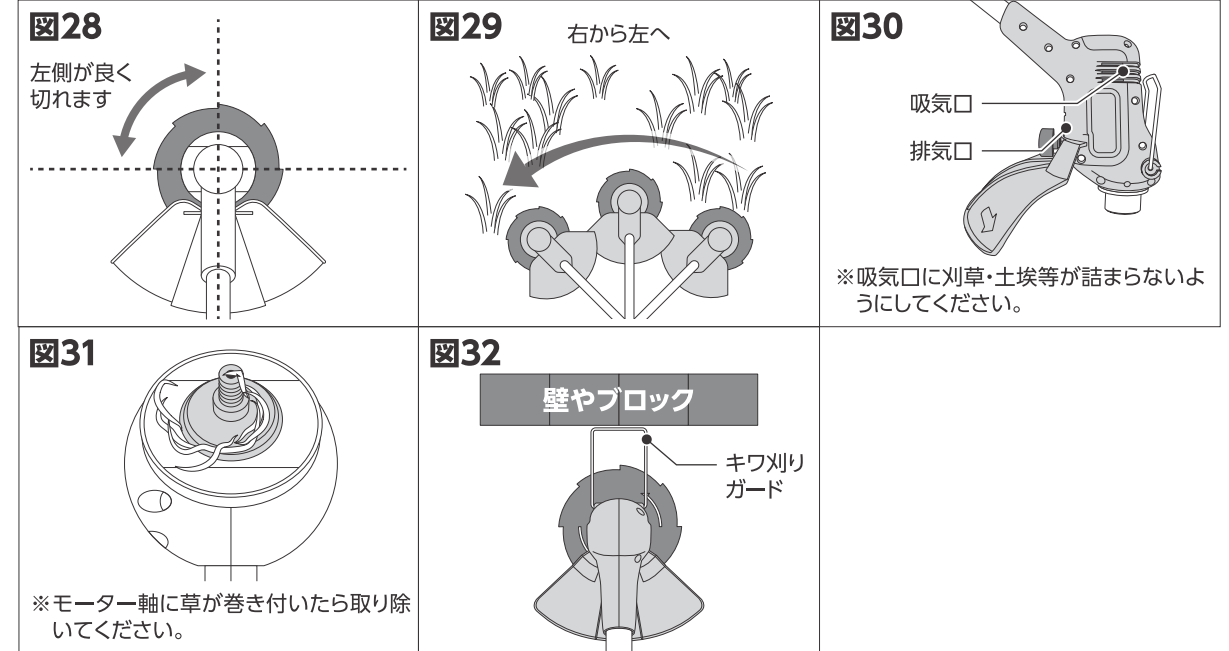 図28
左側が良く
切れます
図29
右から左へ
図30
吸気口
排気口
※吸気口に刈草・土埃等が詰まらないよ
うにしてください。
図31
※モーター軸に草が巻き付いたら取り除
いてください。
図32
壁やブロック
キワ刈り
ガード